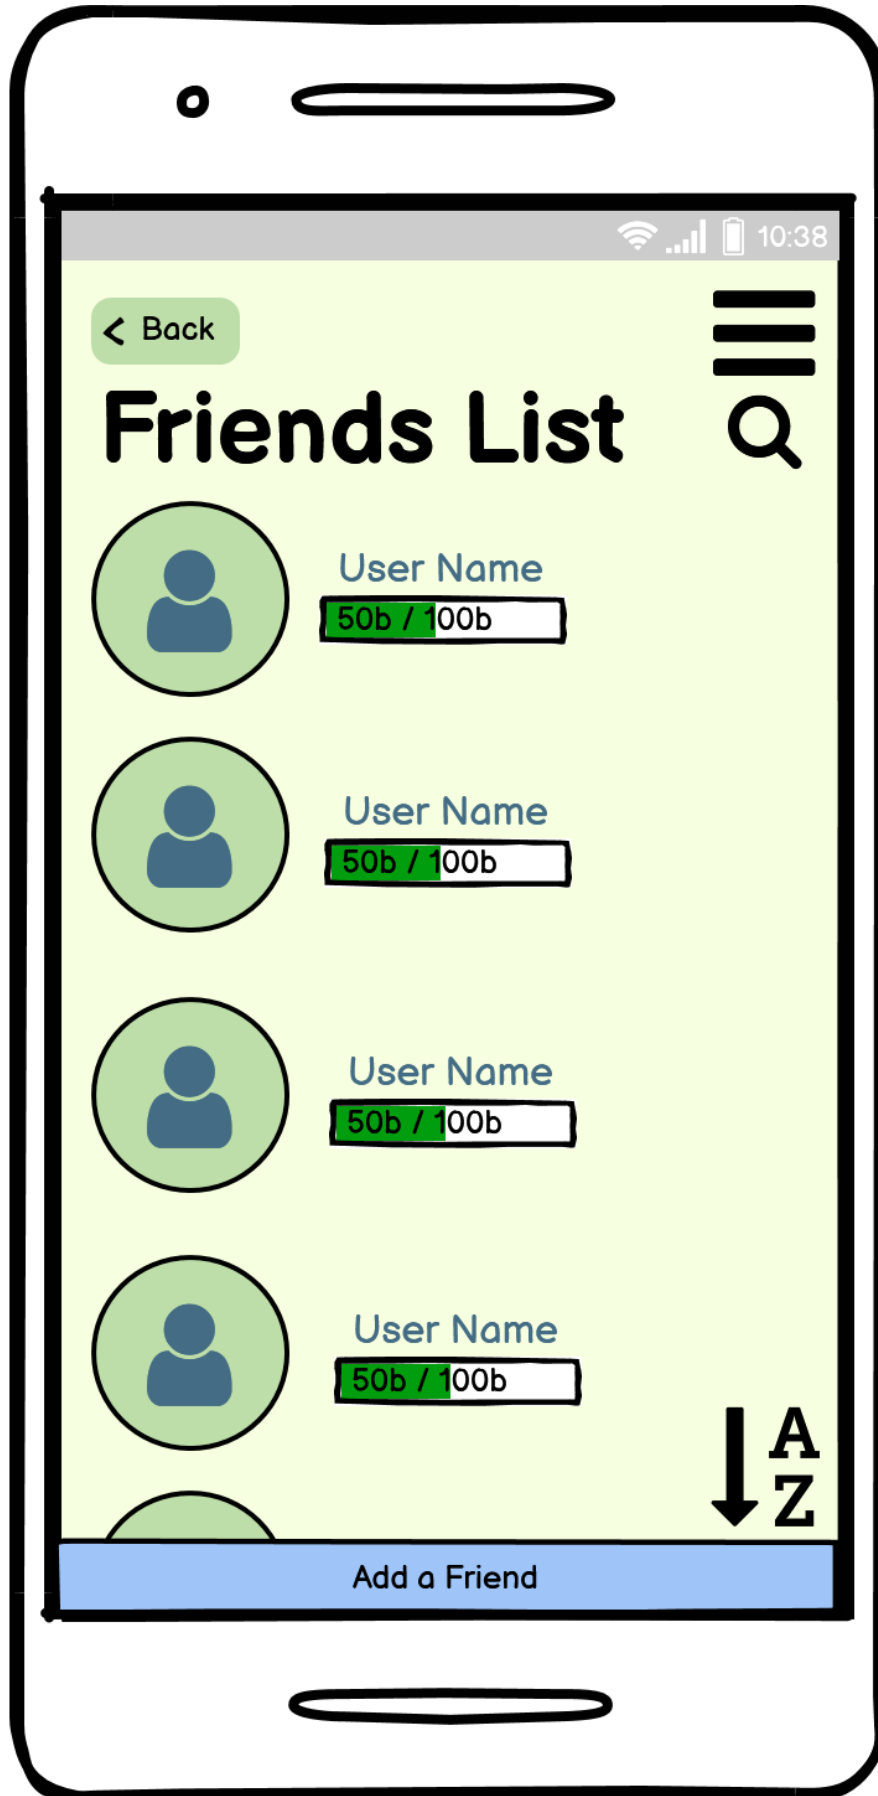 10:38
Back
Friends List
User Name
50b / 100b
User Name
50b / 100b
User Name
50b / 100b
User Name
50b / 100b
A
Z
Add a Friend